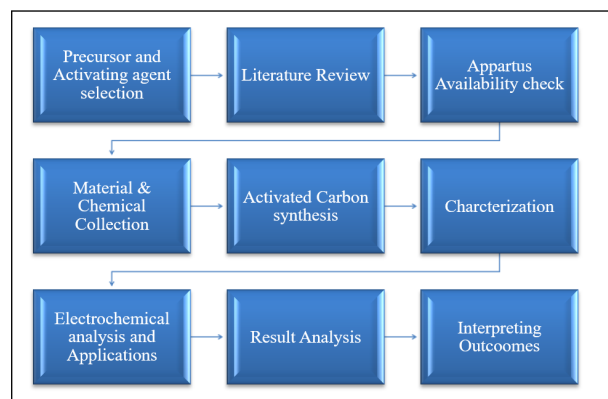 Precursor and
Activating agent
selection
Literature Review
Appartus
Availability check
Material &
Chemical
Collection
Activated Carbon
synthesis
Charcterization
Electrochemical
analysis and
Applications
Result Analysis
Interpreting
Outcoomes